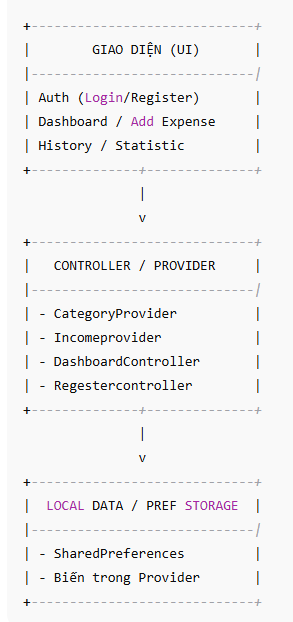 +-----------------------------+
| GIAO DIỆN (UI) |
|-----------------------------/
| Auth (Login/Register) |
| Dashboard / Add Expense |
| History / Statistic |
+--------------+--------------+
|
v
+-----------------------------+
| CONTROLLER / PROVIDER |
|-----------------------------/
| - CategoryProvider |
| - Incomeprovider |
| - DashboardController |
| - Regestercontroller |
+--------------+--------------+
|
v
+-----------------------------+
| LOCAL DATA / PREF STORAGE |
|-----------------------------/
| - SharedPreferences |
| - Biến trong Provider |
+-----------------------------+